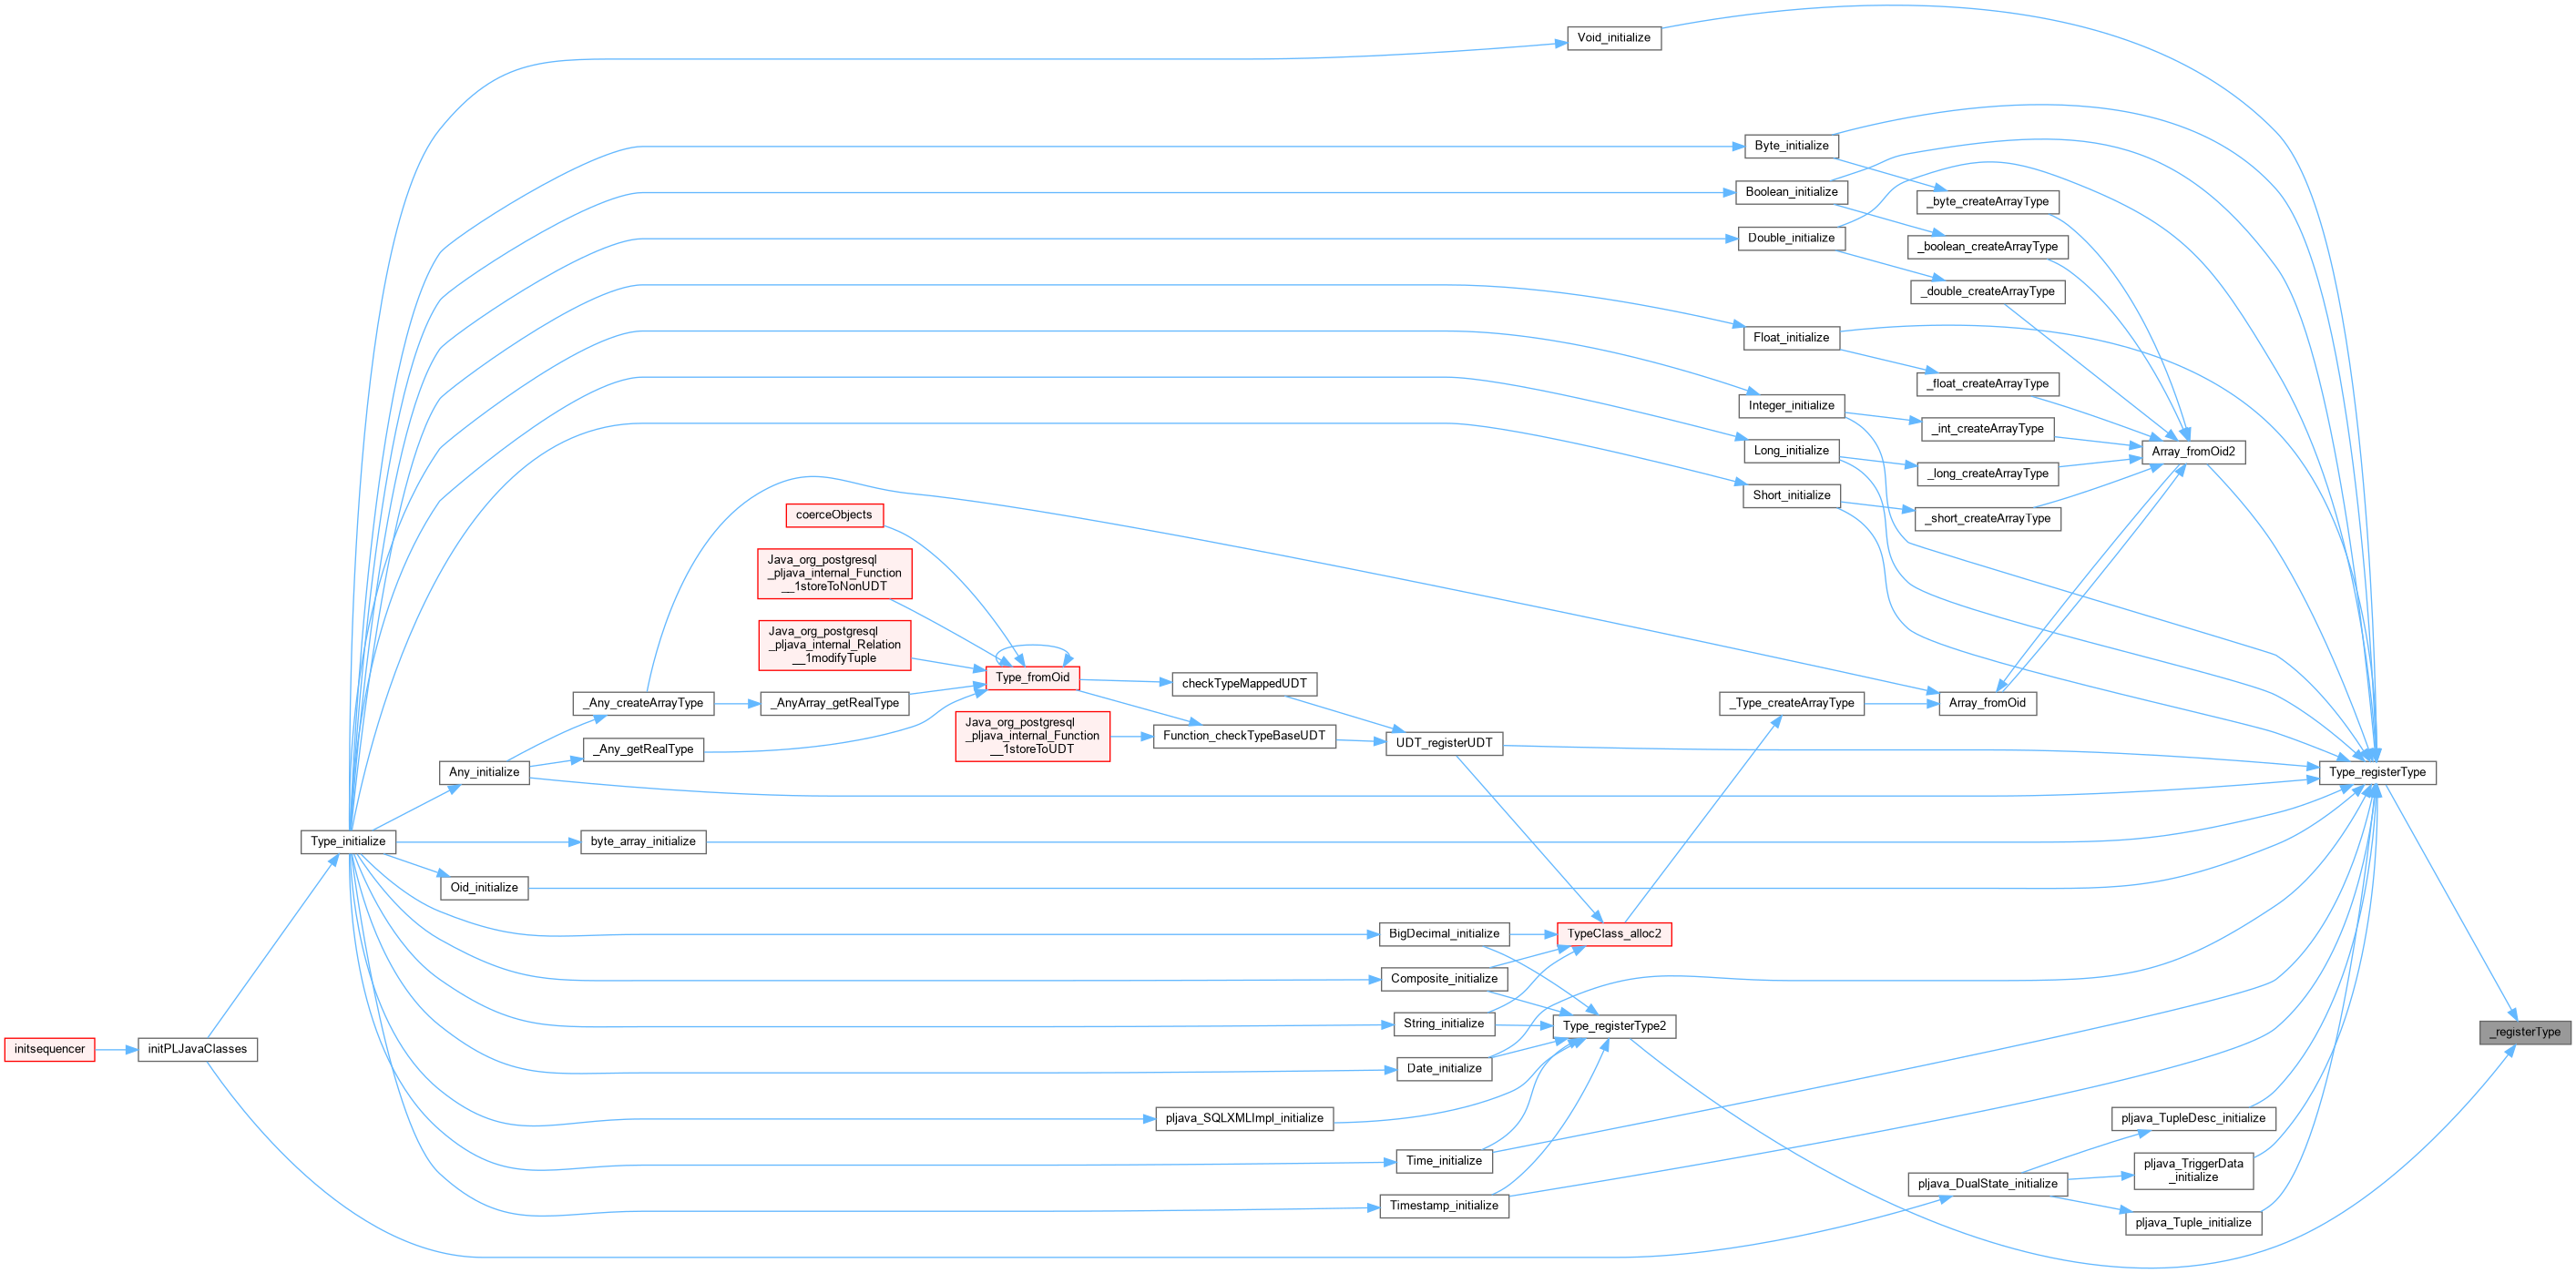 Void_initialize
Byte_initialize
Boolean_initialize
_byte_createArrayType
Double_initialize
_boolean_createArrayType
_double_createArrayType
Float_initialize
_float_createArrayType
Integer_initialize
_int_createArrayType
Long_initialize
Array_fromOid2
_long_createArrayType
Short_initialize
_short_createArrayType
coerceObjects
Java_org_postgresql
_pljava_internal_Function
__1storeToNonUDT
Java_org_postgresql
_pljava_internal_Relation
__1modifyTuple
Type_fromOid
checkTypeMappedUDT
_Any_createArrayType
_AnyArray_getRealType
_Type_createArrayType
Array_fromOid
Java_org_postgresql
_pljava_internal_Function
__1storeToUDT
Function_checkTypeBaseUDT
UDT_registerUDT
_Any_getRealType
Any_initialize
Type_registerType
Type_initialize
byte_array_initialize
Oid_initialize
BigDecimal_initialize
TypeClass_alloc2
Composite_initialize
String_initialize
Type_registerType2
_registerType
initsequencer
initPLJavaClasses
Date_initialize
pljava_SQLXMLImpl_initialize
pljava_TupleDesc_initialize
Time_initialize
pljava_TriggerData
_initialize
pljava_DualState_initialize
Timestamp_initialize
pljava_Tuple_initialize